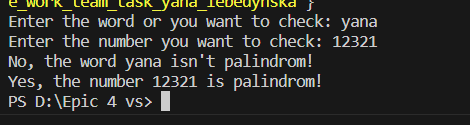 e_work_team_task_yana_lebedynska }
Enter the word or you want to check: yana
Enter the number you want to check: 12321
No, the word yana isn't palindrom!
Yes, the number 12321 is palindrom!
PS D:\Epic 4 vs>